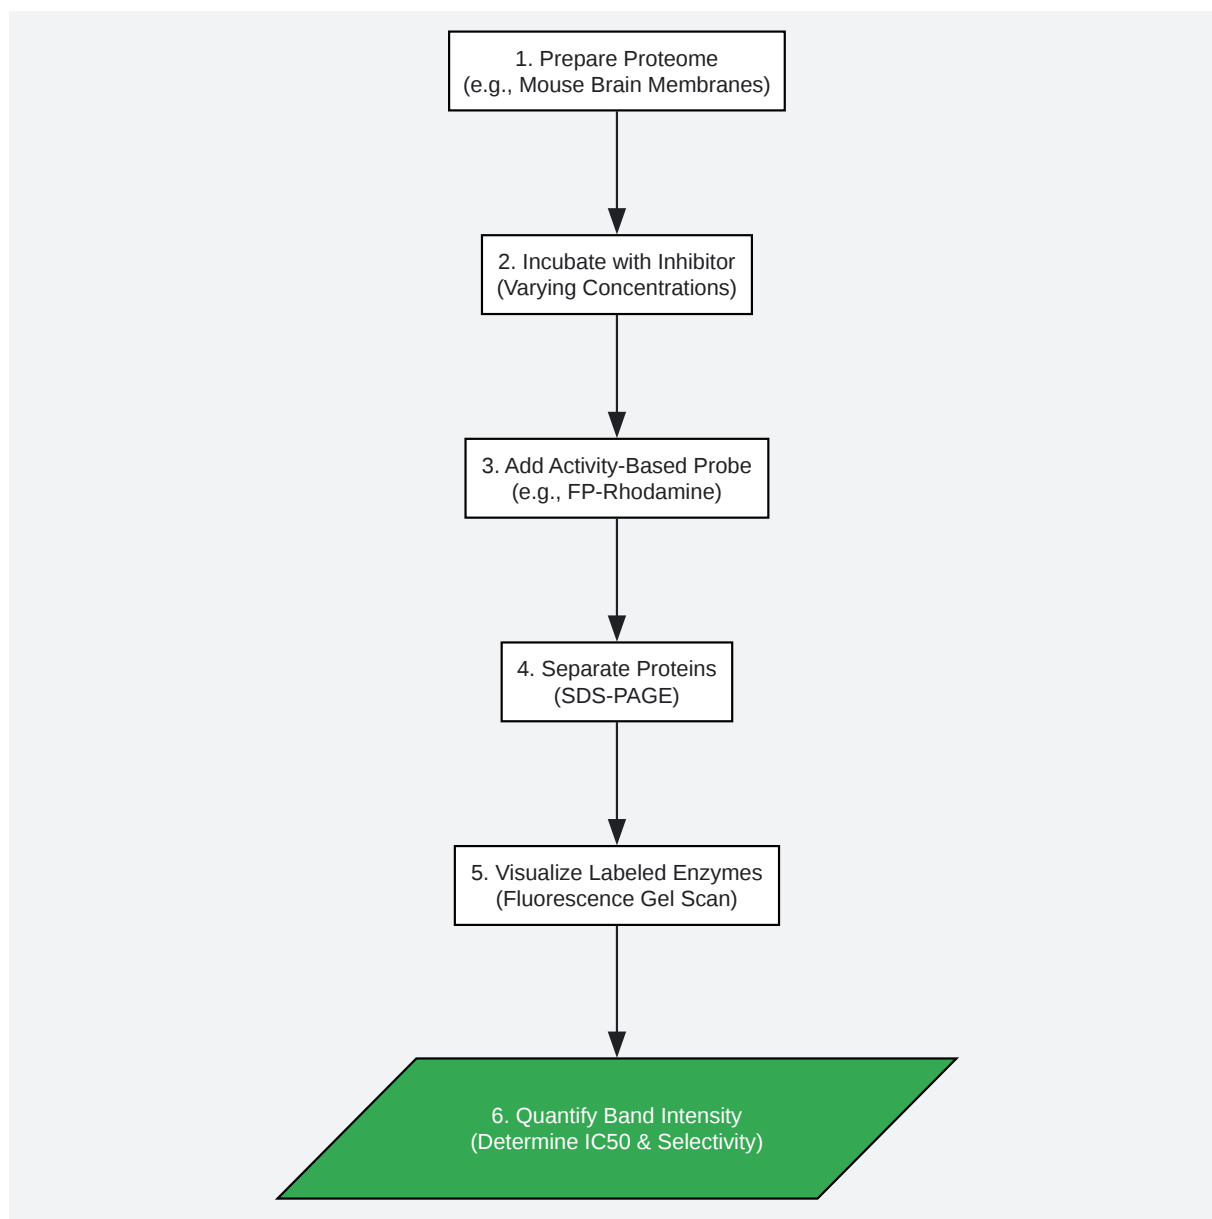 1. Prepare Proteome
(e.g., Mouse Brain Membranes)
2. Incubate with Inhibitor
(Varying Concentrations)
3. Add Activity-Based Probe
(e.g., FP-Rhodamine)
4. Separate Proteins
(SDS-PAGE)
5. Visualize Labeled Enzymes
(Fluorescence Gel Scan)
6. Quantify Band Intensity
(Determine IC50 & Selectivity)